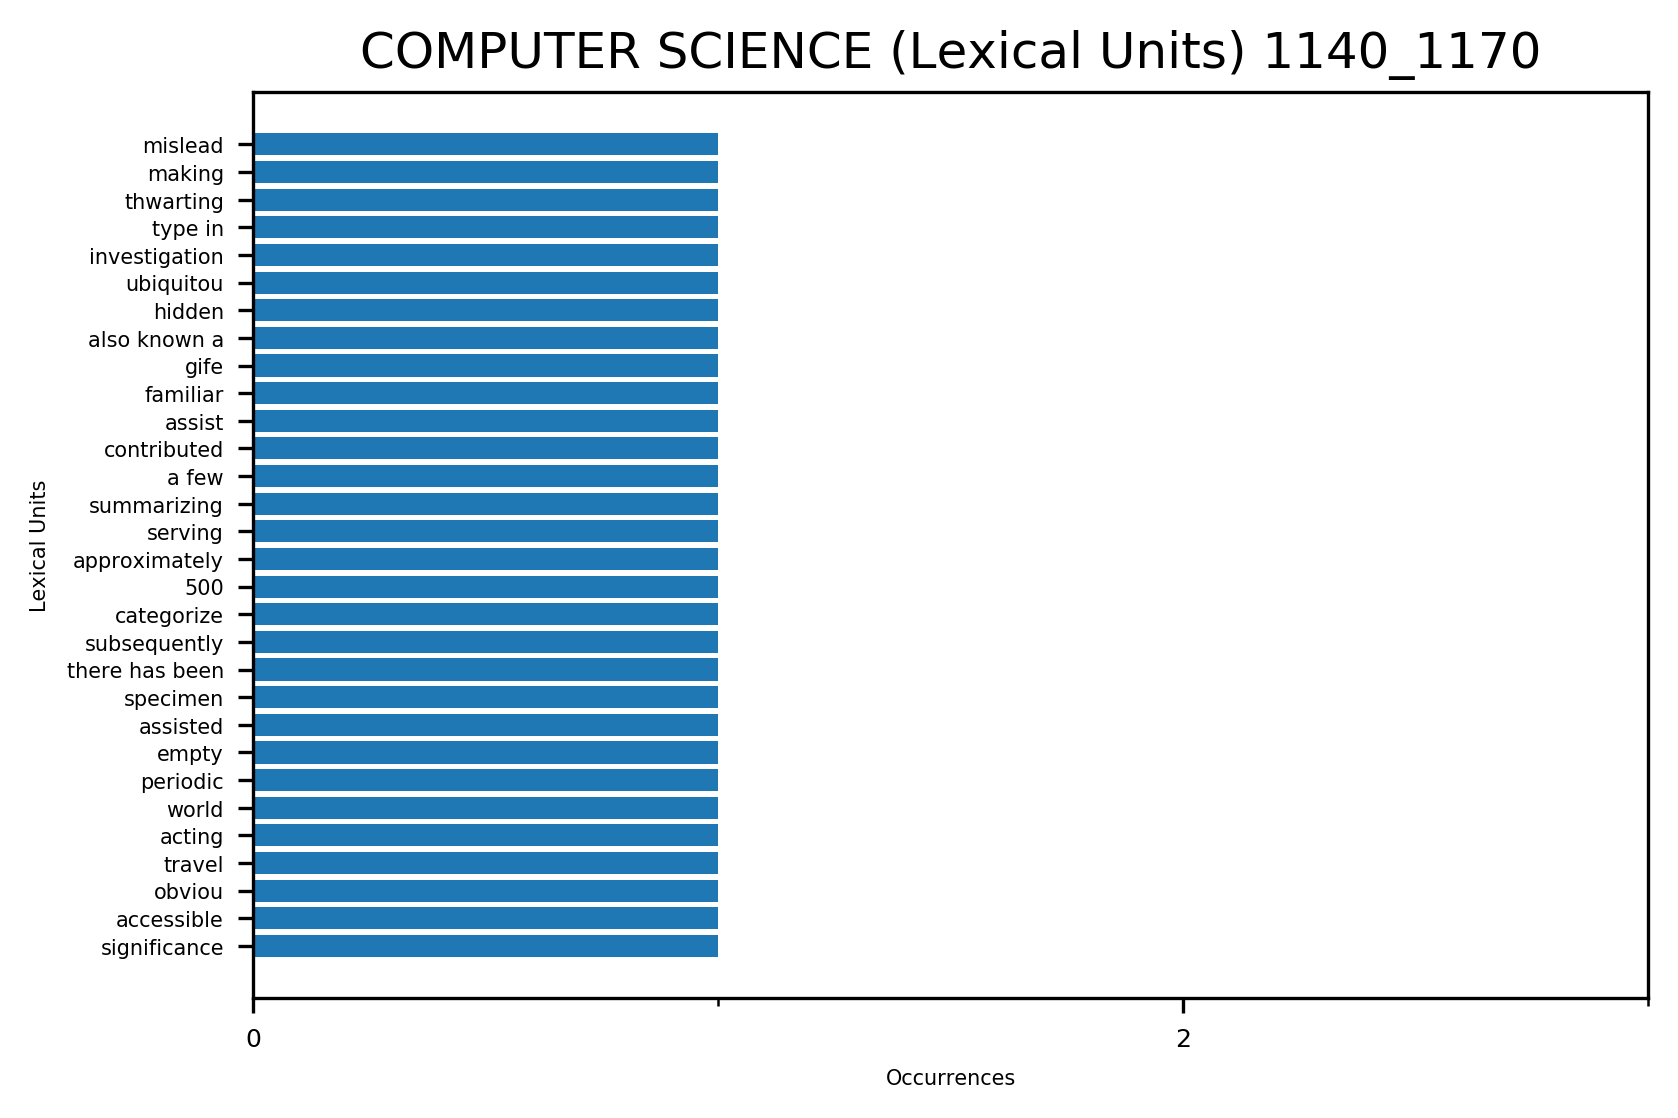 COMPUTER SCIENCE (Lexical Units) 1140_1170
mislead
making
thwarting
type in
investigation
ubiquitou
hidden
also known a
gife
familiar
assist
contributed
a few
summarizing
serving
approximately
500
categorize
subsequently
there has been
specimen
assisted
empty
periodic
world
acting
travel
obviou
accessible
significance
Lexical Units
0 2
Occurrences